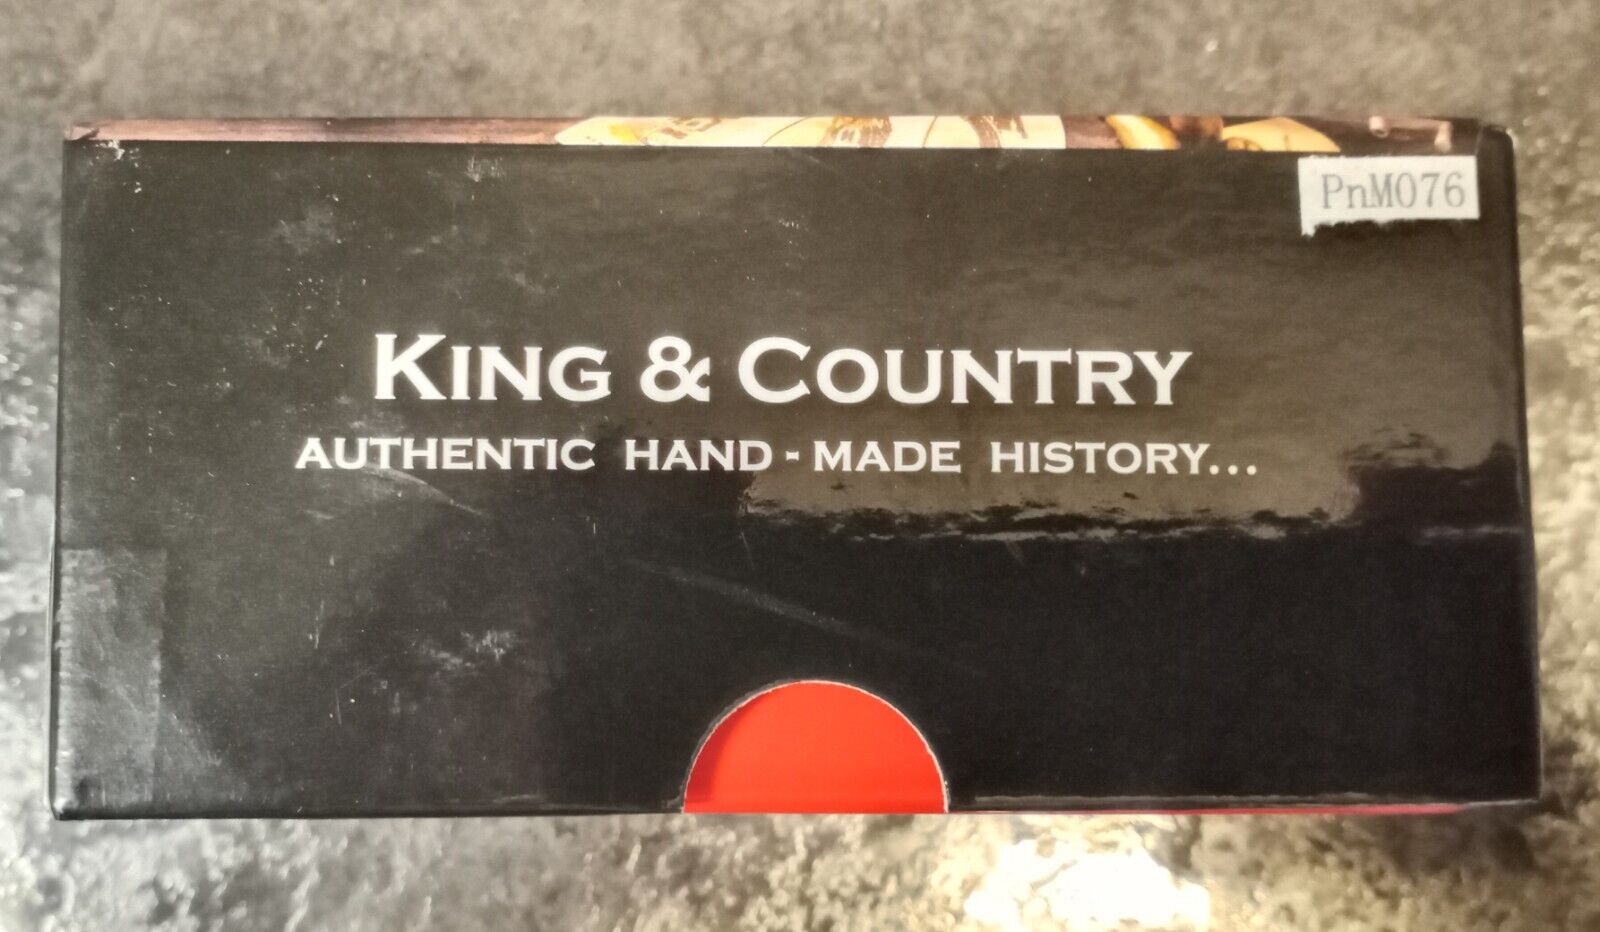 PnM076
KING & COUNTRY
AUTHENTIC HAND - MADE HISTORY...